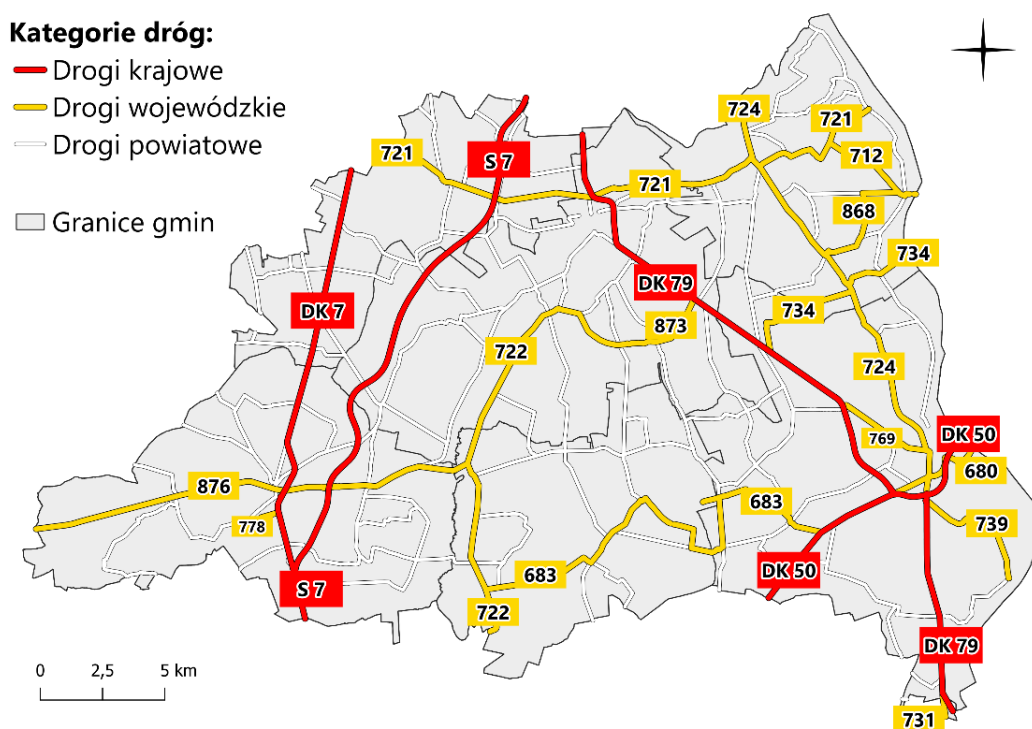 Kategorie dróg:
Drogi krajowe
Drogi wojewódzkie
Drogi powiatowe
Granice gmin
724
721
721
S 7
712
721
868
734
DK 79
DK 7
734
873
722
724
DK 50
769
680
876
683
778
739
DK 50
683
S 7
722
DK 79
0 2,5 5 km
731